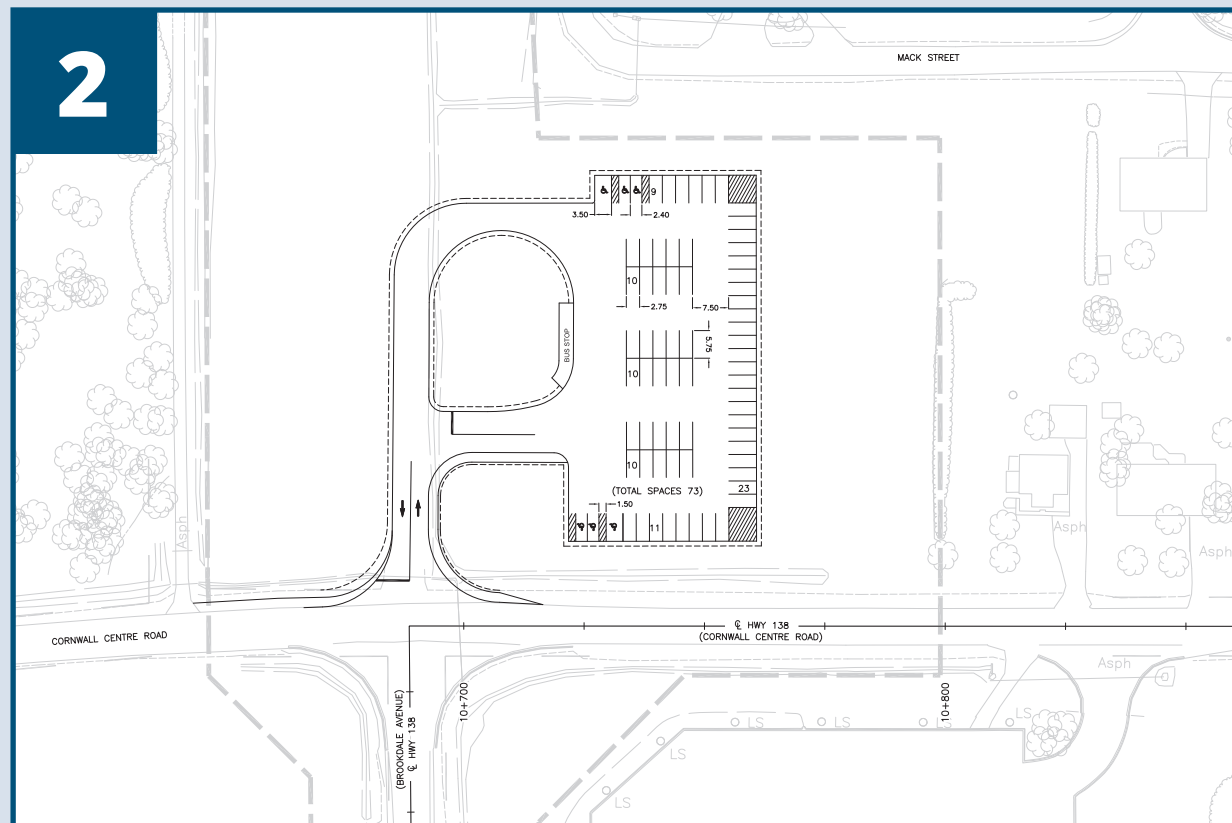 2
MACK STREET
9
3.50
2.40
10
2.75
7.50
BUS STOP
5.75
10
10
(TOTAL SPACES 73)
23
1.50
11
Asph
Asph
Asph
CORNWALL CENTRE ROAD
℄ HWY 138
(CORNWALL CENTRE ROAD)
Asph
(BROOKDALE AVENUE)
℄ HWY 138
10+700
10+800
LS
LS
LS
LS
LS
LS